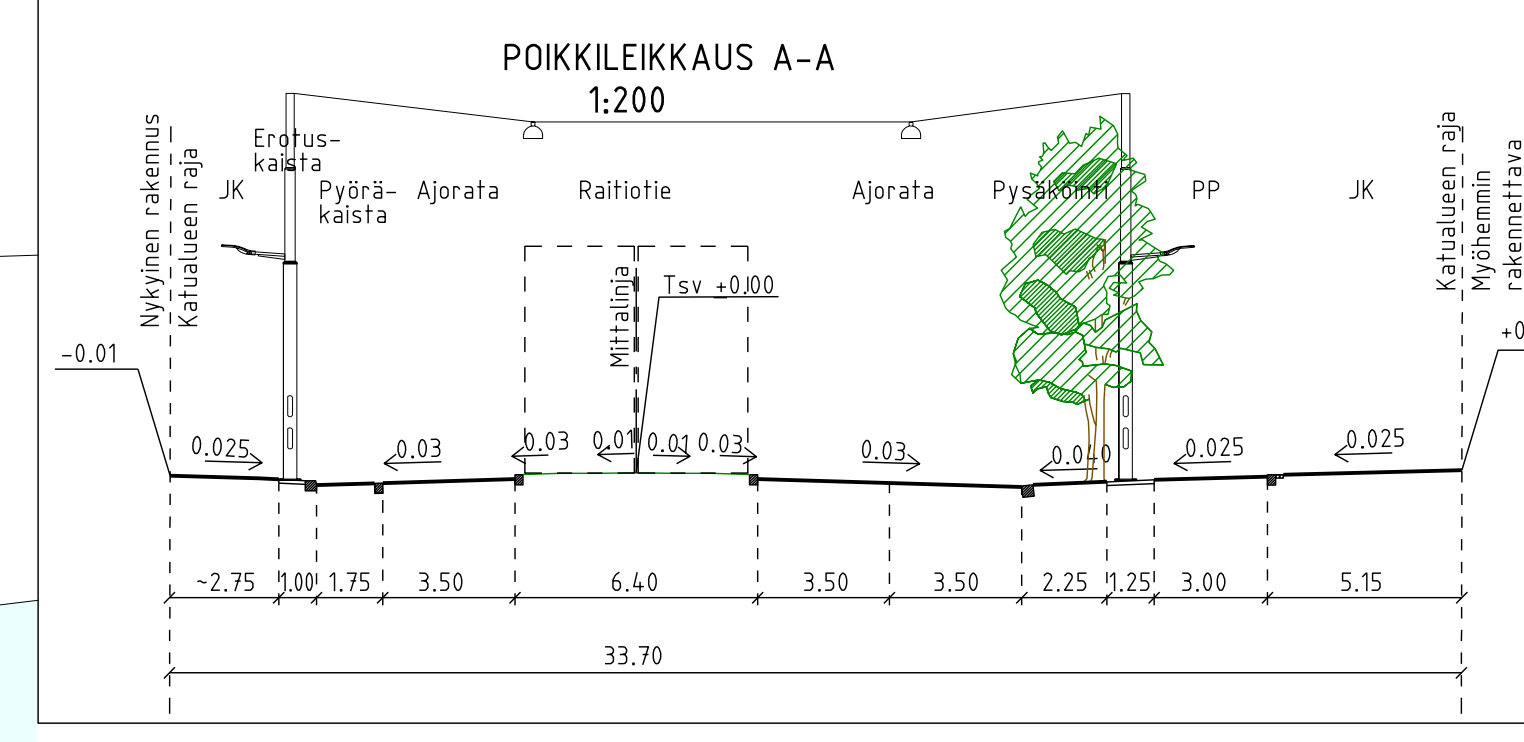 POIKKILEIKKAUS A-A
1:200
Nykyinen rakennus
Katualueen raja
Erotus-
kaista
JK
Pyörä-
kaista
Ajorata
Raitiotie
Ajorata
Pysäköinti
PP
JK
Katualueen raja
Myöhemmin
rakennettava
Mittalinja
Tsv +0.00
-0.01
0.025
0.03
0.03
0.01
0.01
0.03
0.03
0.040
0.025
0.025
~2.75
1.00
1.75
3.50
6.40
3.50
3.50
2.25
1.25
3.00
5.15
33.70